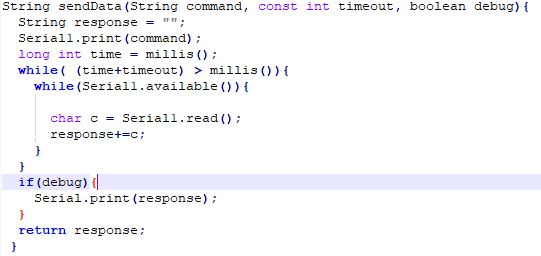 String sendData(String command, const int timeout, boolean debug){
String response = "";
Serial1.print(command);
long int time = millis();
while( (time+timeout) > millis()){
while(Serial1.available()){
char c = Serial1.read();
response+=c;
}
}
if(debug){
Serial.print(response);
}
return response;
}